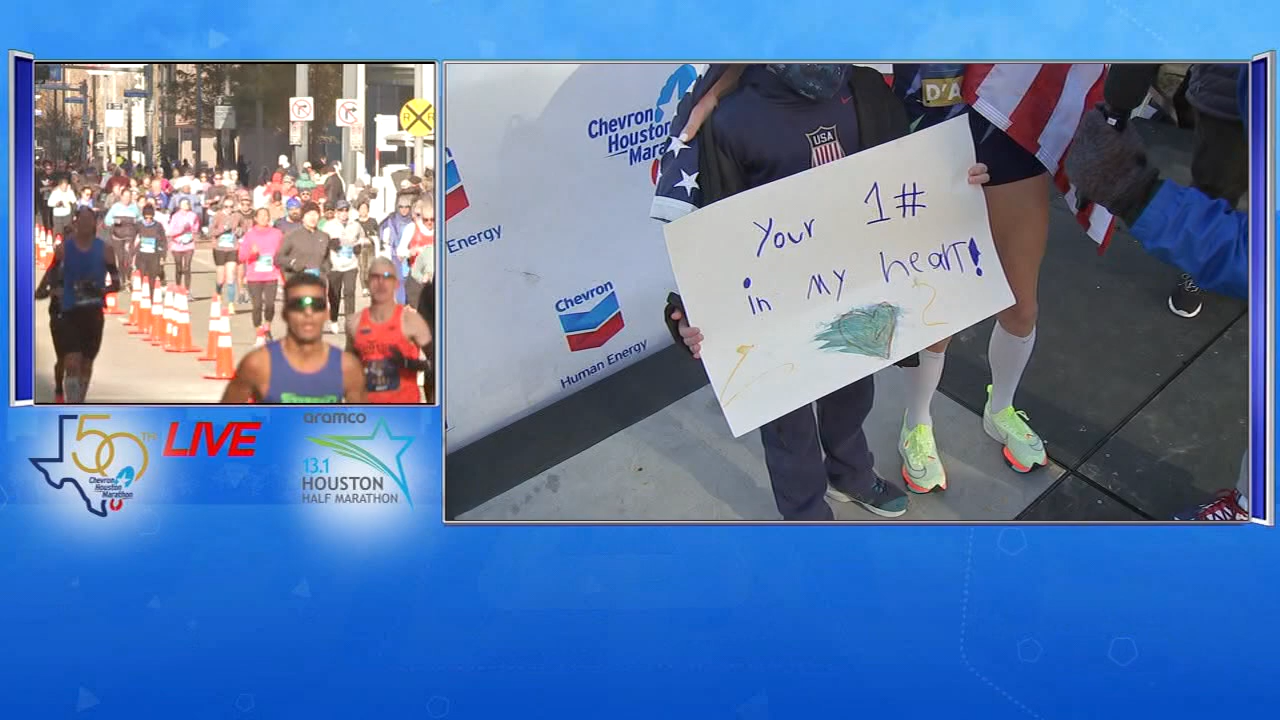 Chevron
Houston
Mara
USA
D'A
Your 1#
in my heart!
Energy
Chevron
Human Energy
50TH
Chevron
Houston
Marathon
LIVE
aramco
13.1
HOUSTON
HALF MARATHON
R R